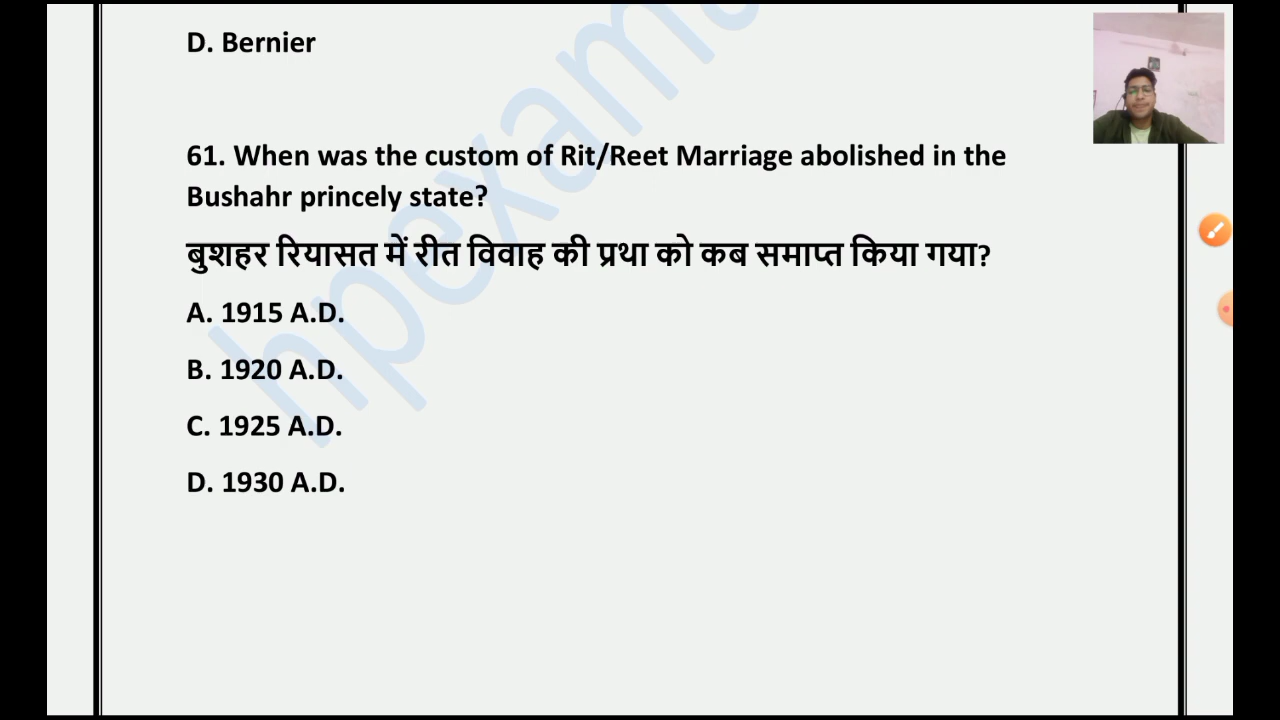 D. Bernier
61. When was the custom of Rit/Reet Marriage abolished in the
Bushahr princely state?
बुशहर रियासत में रीत विवाह की प्रथा को कब समाप्त किया गया?
A. 1915 A.D.
B. 1920 A.D.
C. 1925 A.D.
D. 1930 A.D.
hpexam